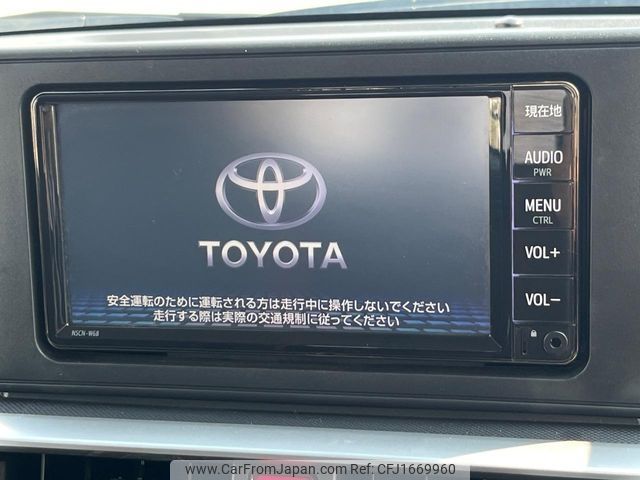 TOYOTA
安全運転のために運転される方は走行中に操作しないでください
走行する際は実際の交通規制に従ってください
NSCN-W68
現在地
AUDIO
PWR
MENU
CTRL
VOL+
VOL-
www.CarFromJapan.com - CFJ1669960